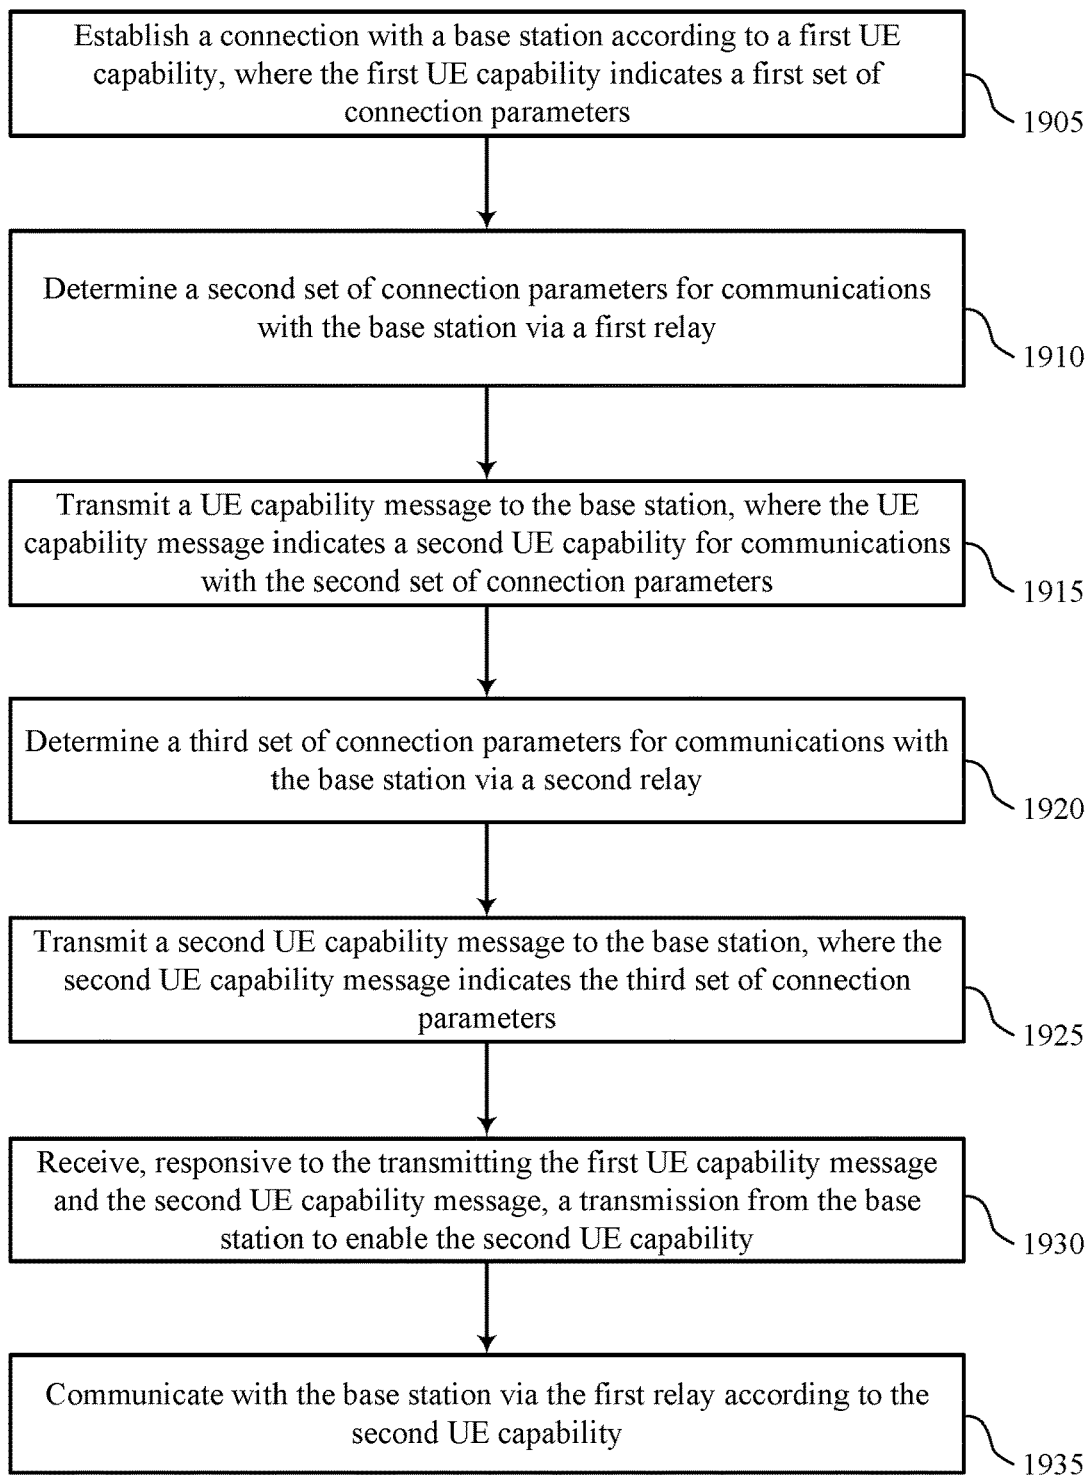 Establish a connection with a base station according to a first UE
capability, where the first UE capability indicates a first set of
connection parameters
1905
Determine a second set of connection parameters for communications
with the base station via a first relay
1910
Transmit a UE capability message to the base station, where the UE
capability message indicates a second UE capability for communications
with the second set of connection parameters
1915
Determine a third set of connection parameters for communications with
the base station via a second relay
1920
Transmit a second UE capability message to the base station, where the
second UE capability message indicates the third set of connection
parameters
1925
Receive, responsive to the transmitting the first UE capability message
and the second UE capability message, a transmission from the base
station to enable the second UE capability
1930
Communicate with the base station via the first relay according to the
second UE capability
1935